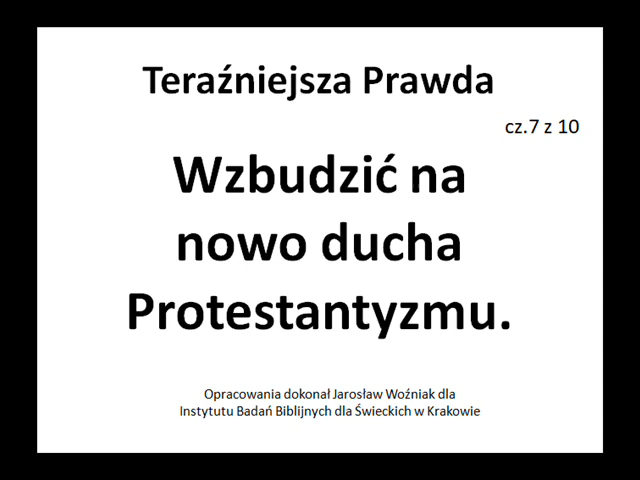 Teraźniejsza Prawda
cz.7 z 10
Wzbudzić na
nowo ducha
Protestantyzmu.
Opracowania dokonał Jarosław Woźniak dla
Instytutu Badań Biblijnych dla Świeckich w Krakowie